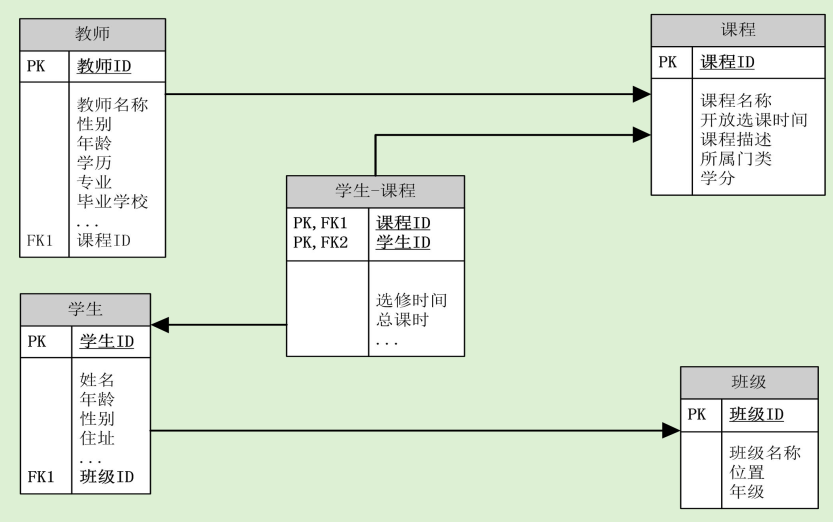 教师
PK 教师ID
教师名称
性别
年龄
学历
专业
毕业学校
...
FK1 课程ID
课程
PK 课程ID
课程名称
开放选课时间
课程描述
所属门类
学分
学生-课程
PK,FK1 课程ID
PK,FK2 学生ID
选修时间
总课时
...
学生
PK 学生ID
姓名
年龄
性别
住址
...
FK1 班级ID
班级
PK 班级ID
班级名称
位置
年级